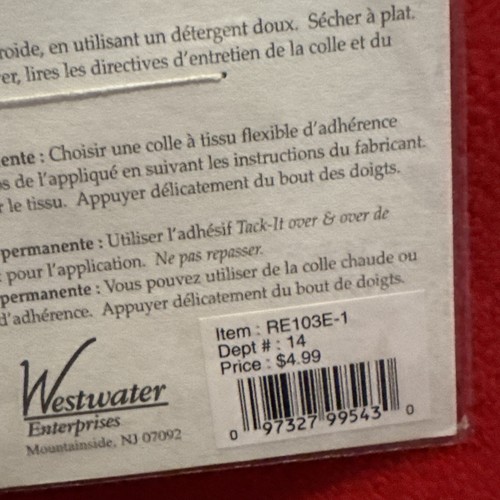 roide, en utilisant un détergent doux. Sécher à plat.
er, lires les directives d'entretien de la colle et du
ente : Choisir une colle à tissu flexible d'adhérence
s de l'appliqué en suivant les instructions du fabricant.
r le tissu. Appuyer délicatement du bout des doigts.
permanente : Utiliser l'adhésif Tack-It over & over de
pour l'application. Ne pas repasser.
permanente : Vous pouvez utiliser de la colle chaude ou
d'adhérence. Appuyer délicatement du bout de doigts.
Westwater
Enterprises
Mountainside, NJ 07092
Item : RE103E-1
Dept # : 14
Price : $4.99
0 97327 99543 0